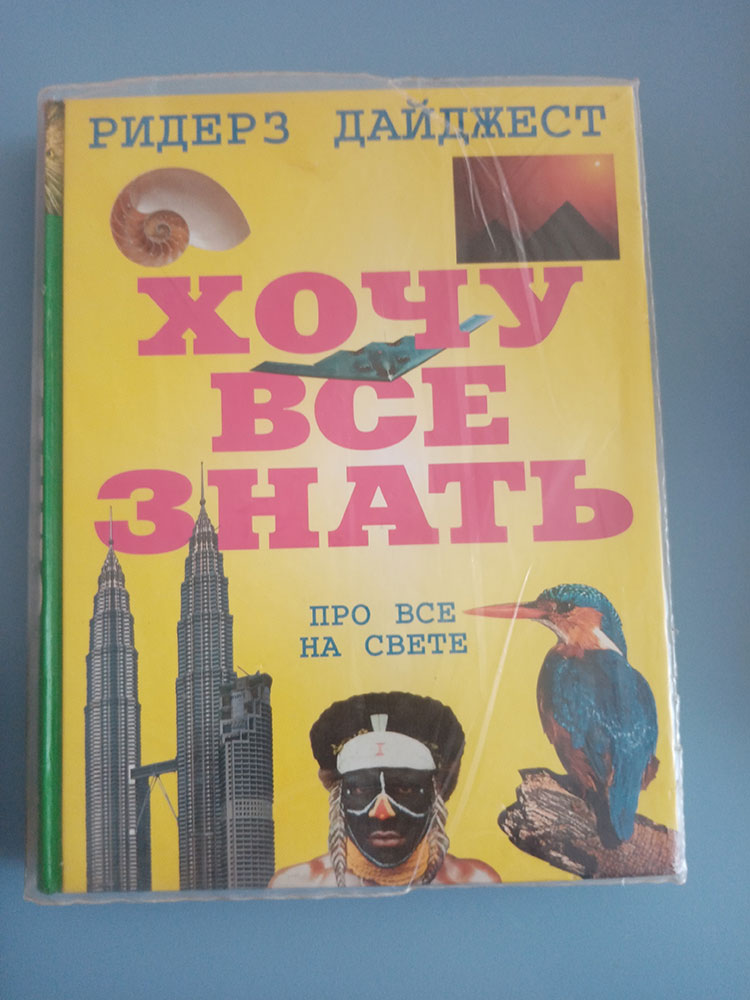 РИДЕРЗ ДАЙДЖЕСТ
ХОЧУ
ВСЕ
ЗНАТЬ
ПРО ВСЕ
НА СВЕТЕ